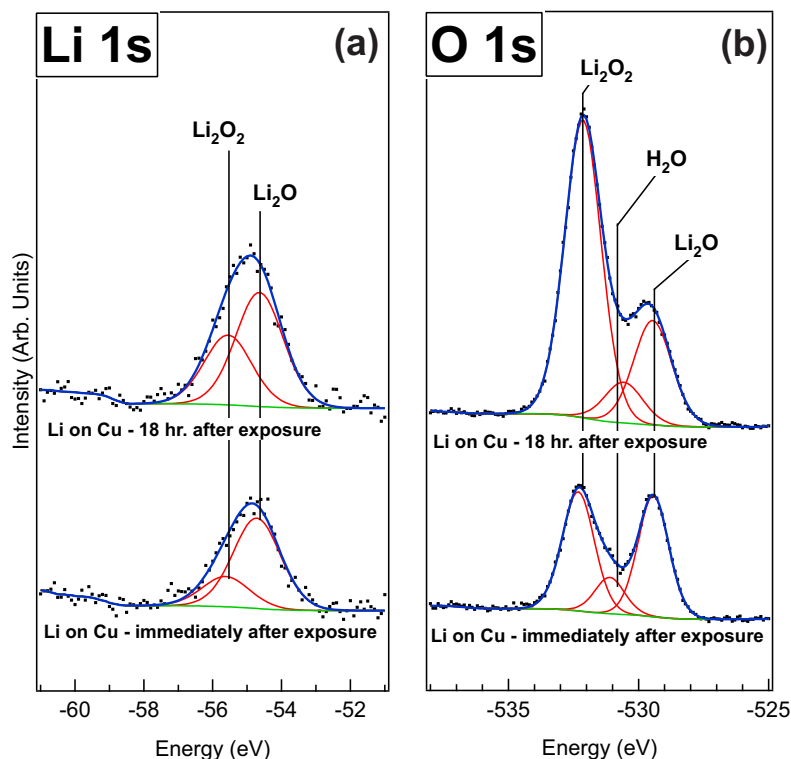 Li 1s
(a)
Li₂O₂
Li₂O
Li on Cu - 18 hr. after exposure
Li on Cu - immediately after exposure
Intensity (Arb. Units)
-60
-58
-56
-54
-52
Energy (eV)
O 1s
(b)
Li₂O₂
H₂O
Li₂O
Li on Cu - 18 hr. after exposure
Li on Cu - immediately after exposure
-535
-530
-525
Energy (eV)